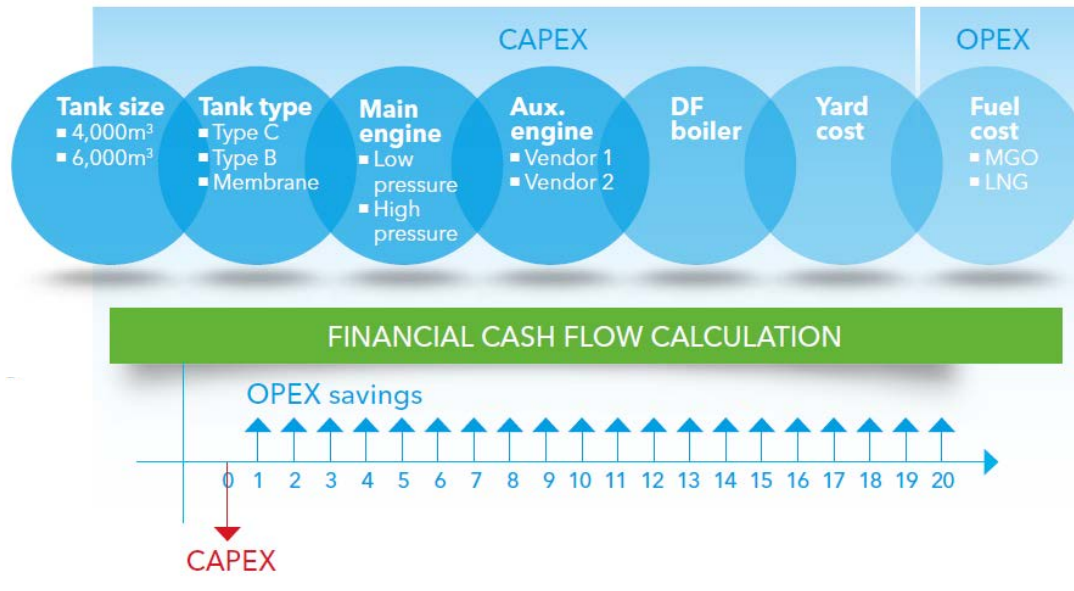 CAPEX
OPEX
Tank size
▪ 4,000m³
▪ 6,000m³
Tank type
▪ Type C
▪ Type B
▪ Membrane
Main
engine
▪ Low
pressure
▪ High
pressure
Aux.
engine
▪ Vendor 1
▪ Vendor 2
DF
boiler
Yard
cost
Fuel
cost
▪ MGO
▪ LNG
FINANCIAL CASH FLOW CALCULATION
OPEX savings
0 1 2 3 4 5 6 7 8 9 10 11 12 13 14 15 16 17 18 19 20
CAPEX